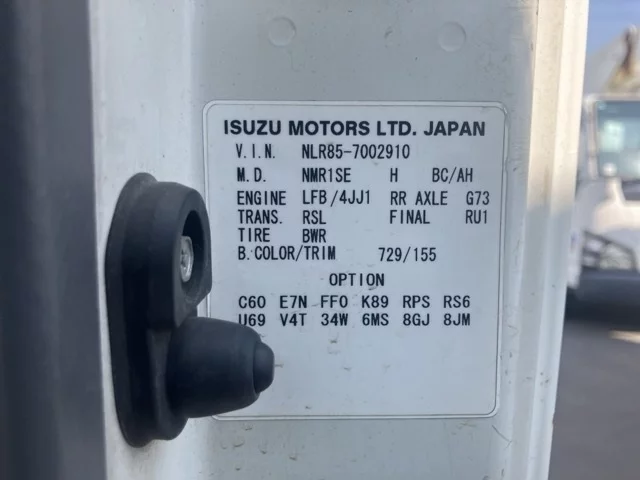 ISUZU MOTORS LTD. JAPAN
V.I.N. NLR85-7002910
M.D. NMR1SE H BC/AH
ENGINE LFB/4JJ1 RR AXLE G73
TRANS. RSL FINAL RU1
TIRE BWR
B.COLOR/TRIM 729/155
OPTION
C60 E7N FF0 K89 RPS RS6
U69 V4T 34W 6MS 8GJ 8JM